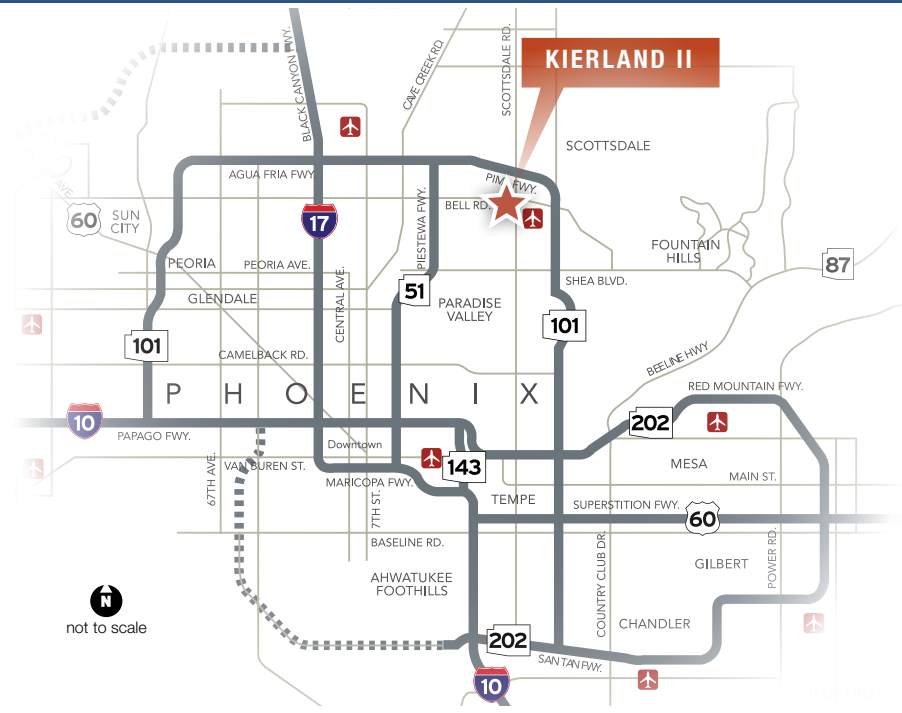 BLACK CANYON FWY.
CAVE CREEK RD.
SCOTTSDALE RD.
KIERLAND II
SCOTTSDALE
AGUA FRIA FWY.
PIMA FWY.
AVE
60
SUN
CITY
17
PIESTEWA FWY.
BELL RD.
FOUNTAIN
HILLS
87
PEORIA
PEORIA AVE.
SHEA BLVD.
GLENDALE
CENTRAL AVE.
51
PARADISE
VALLEY
101
101
CAMELBACK RD.
BEELINE HWY
PHOENIX
RED MOUNTAIN FWY.
10
PAPAGO FWY.
202
Downtown
67TH AVE.
VAN BUREN ST.
143
MESA
MARICOPA FWY.
MAIN ST.
7TH ST.
TEMPE
SUPERSTITION FWY.
60
BASELINE RD.
COUNTRY CLUB DR.
POWER RD.
GILBERT
AHWATUKEE
FOOTHILLS
N
not to scale
CHANDLER
202
SANTAN FWY.
10